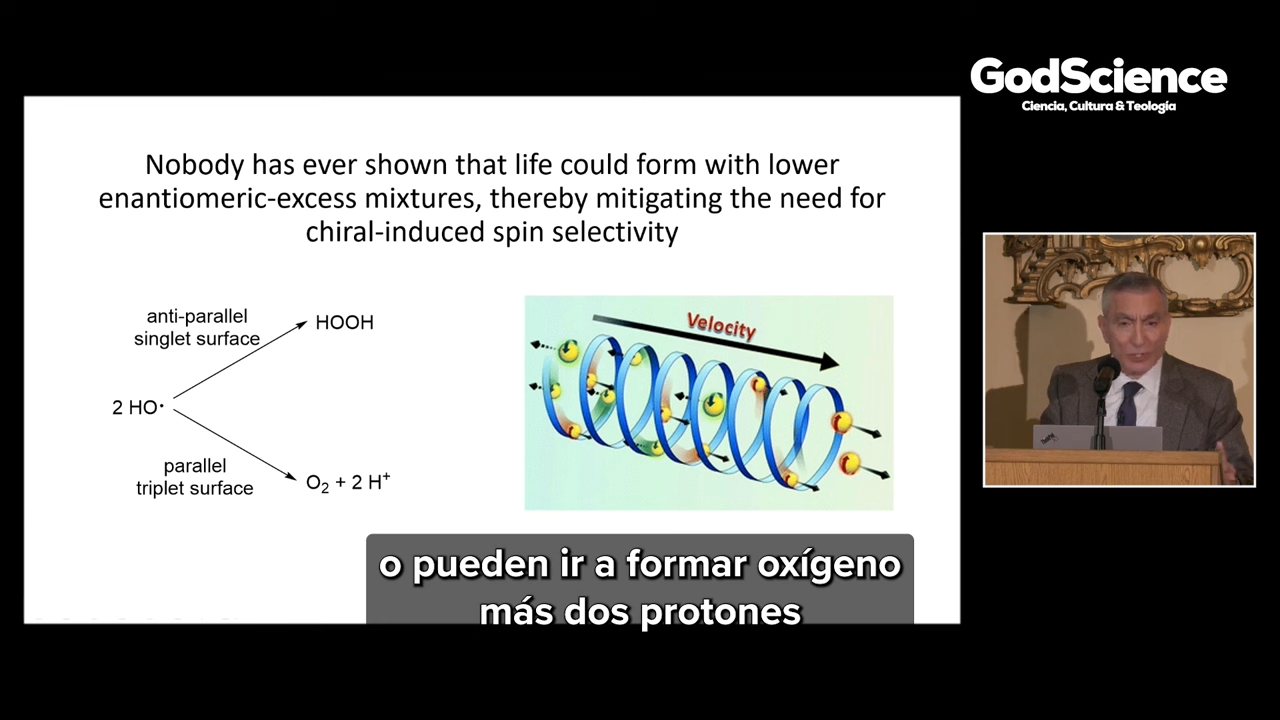 GodScience
Ciencia, Cultura & Teología
Nobody has ever shown that life could form with lower
enantiomeric-excess mixtures, thereby mitigating the need for
chiral-induced spin selectivity
anti-parallel
singlet surface
HOOH
2 HO·
parallel
triplet surface
O₂ + 2 H⁺
Velocity
o pueden ir a formar oxígeno
más dos protones